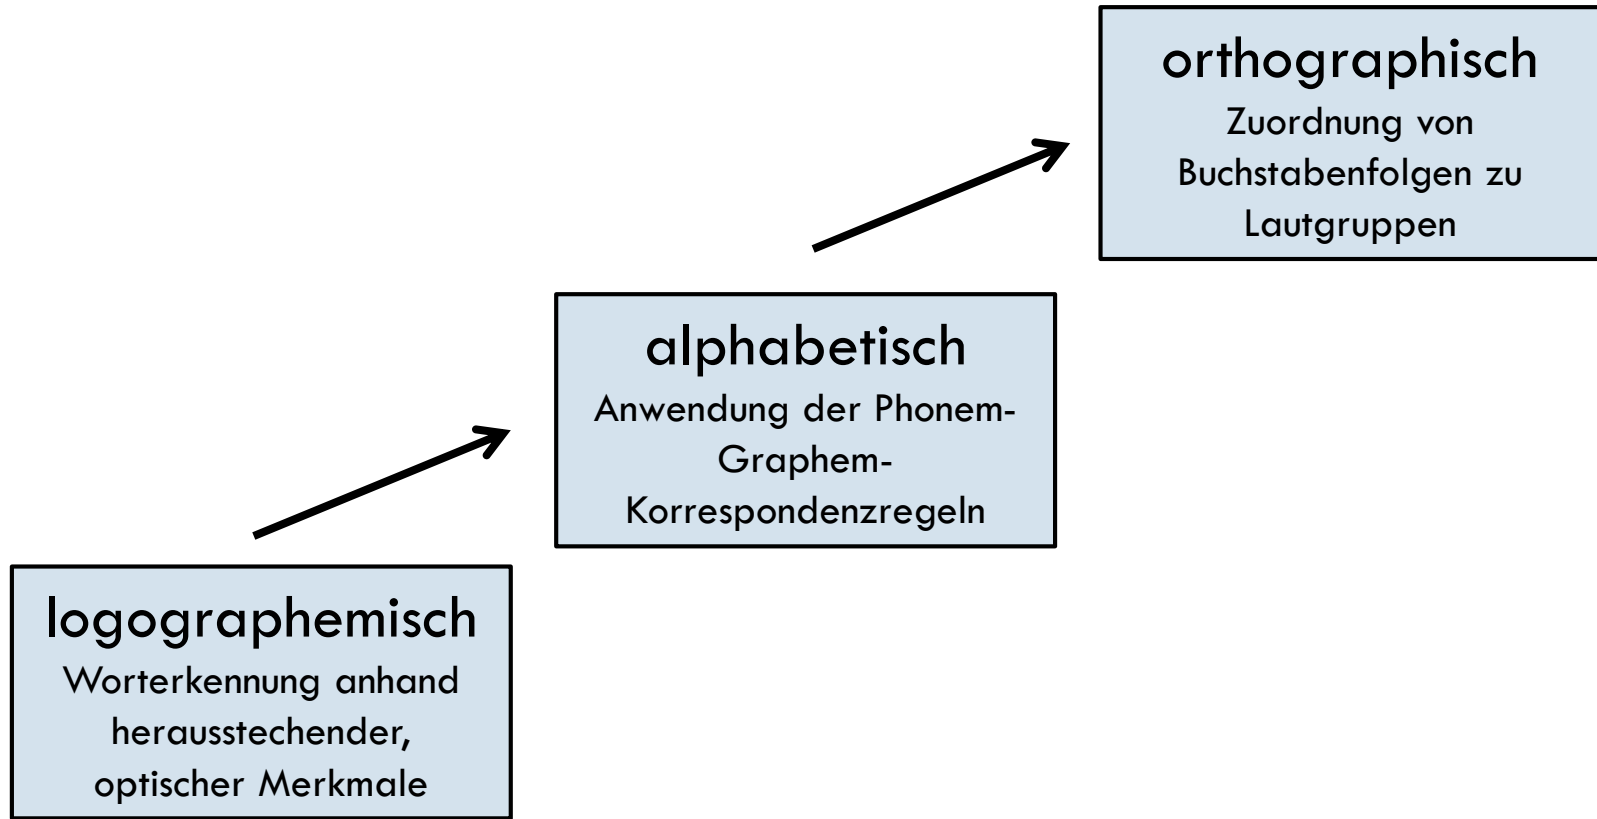 orthographisch
Zuordnung von
Buchstabenfolgen zu
Lautgruppen
alphabetisch
Anwendung der Phonem-
Graphem-
Korrespondenzregeln
logographemisch
Worterkennung anhand
herausstechender,
optischer Merkmale